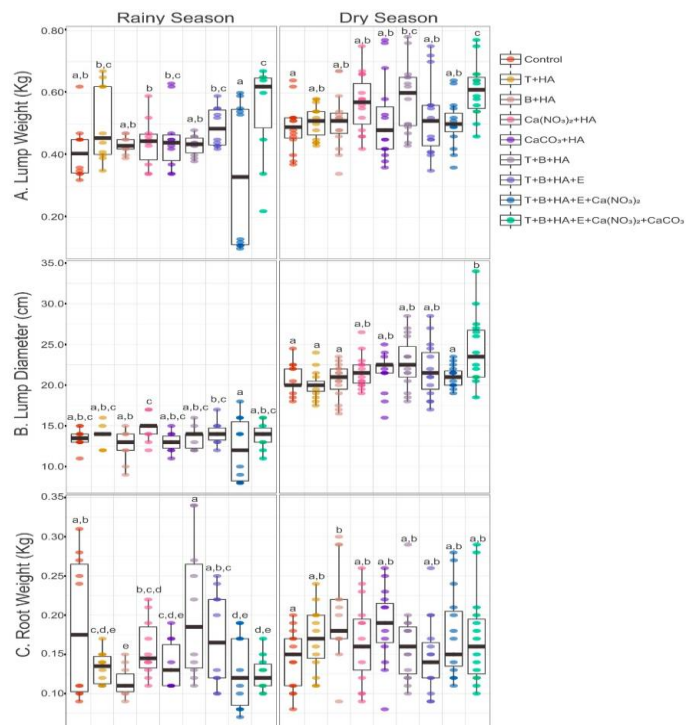 Rainy Season Dry Season
A. Lump Weight (Kg)
0.80
0.60
0.40
0.20
a,b b,c a,b b b,c a,b b,c a c
a a,b a,b a,b a,b b,c a,b a,b c
B. Lump Diameter (cm)
35.0
30.0
25.0
20.0
15.0
10.0
a,b,c a,b,c a,b c a,b,c a,b,c b,c a a,b,c
a a a a,b a,b a,b a,b a b
C. Root Weight (Kg)
0.35
0.30
0.25
0.20
0.15
0.10
a,b c,d,e e b,c,d c,d,e a a,b,c d,e d,e
a a,b b a,b a,b a,b a,b a,b a,b
Control
T+HA
B+HA
Ca(NO₃)₂+HA
CaCO₃+HA
T+B+HA
T+B+HA+E
T+B+HA+E+Ca(NO₃)₂
T+B+HA+E+Ca(NO₃)₂+CaCO₃